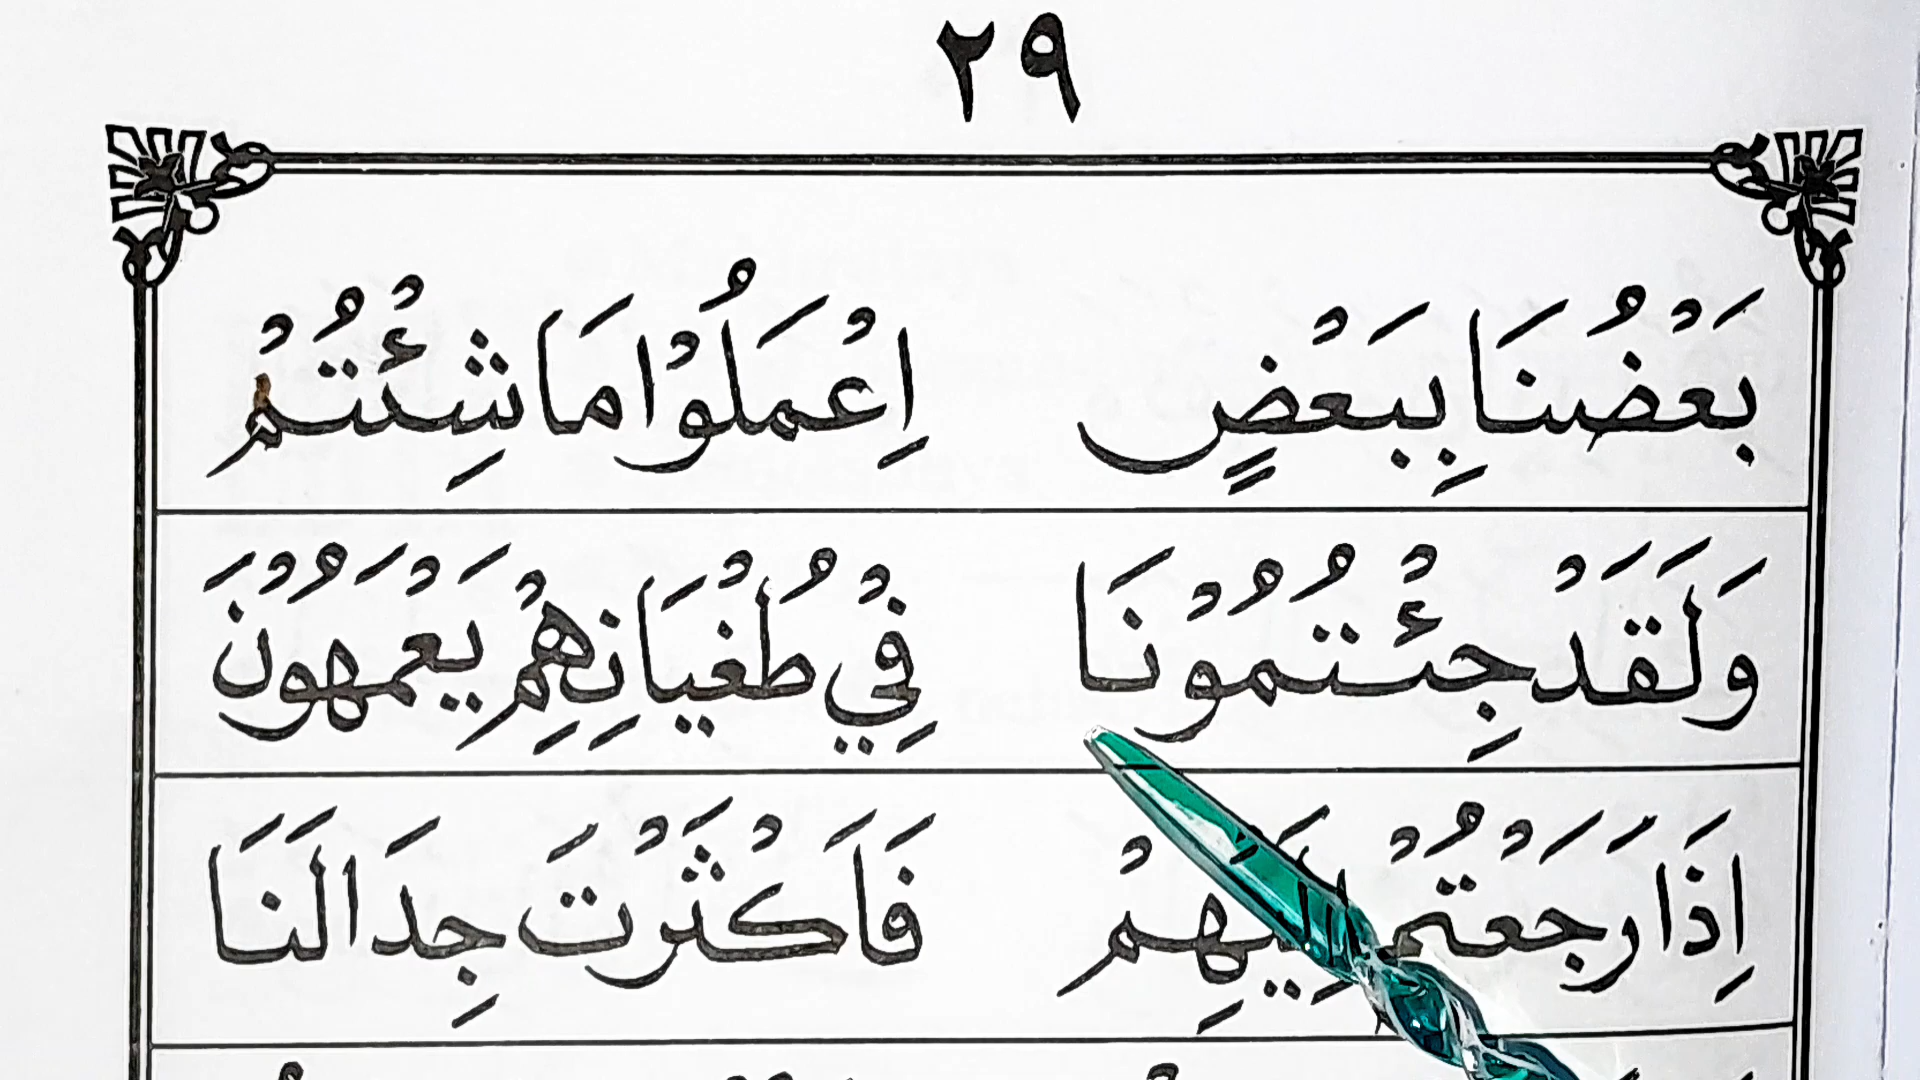 ٢٩
بَعْضُنَا بِبَعْضٍ اِعْمَلُوْا مَا شِئْتُمْ
وَلَقَدْ جِئْتُمُوْنَا فِيْ طُغْيَانِهِمْ يَعْمَهُوْنَ
اِذَا رَجَعْتُمْ اِلَيْهِمْ فَاَكْثَرْتَ جِدَالَنَا